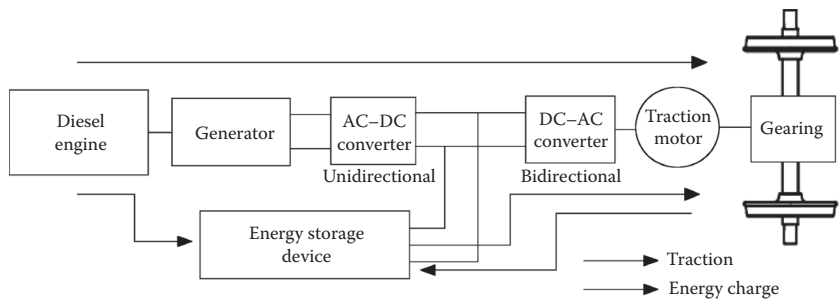 Diesel
engine
Generator
AC–DC
converter
Unidirectional
DC–AC
converter
Bidirectional
Traction
motor
Gearing
Energy storage
device
Traction
Energy charge